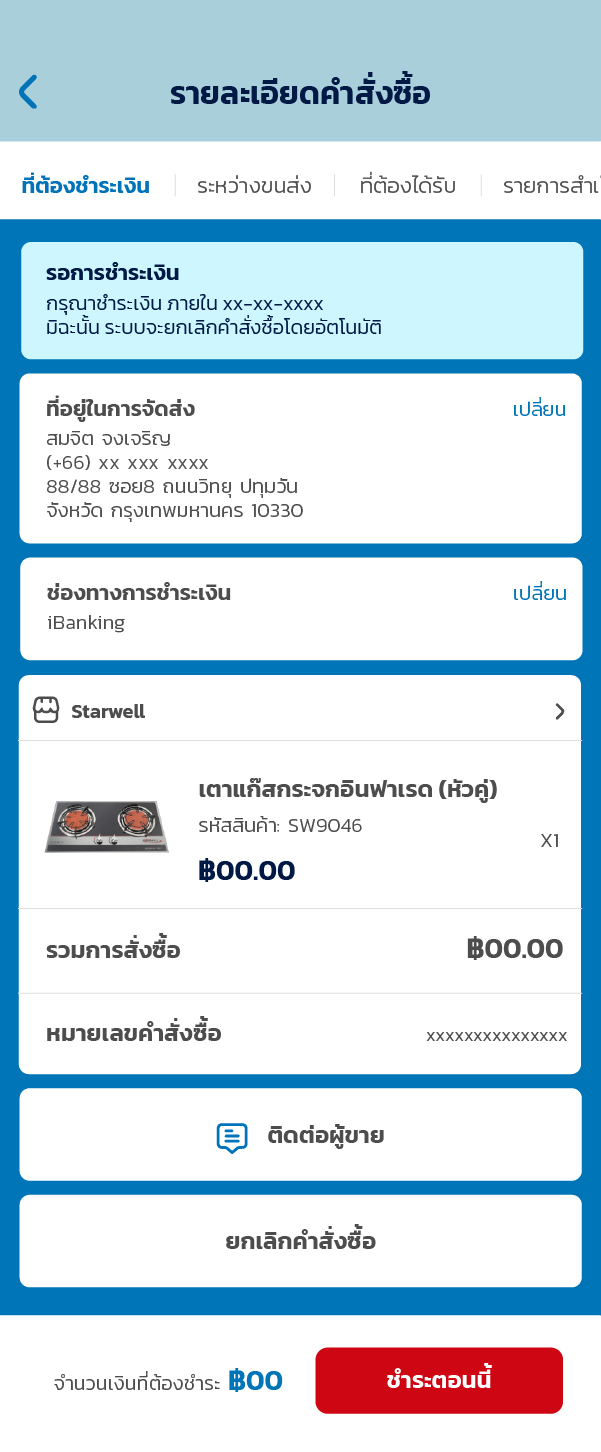 รายละเอียดคำสั่งซื้อ
ที่ต้องชำระเงิน ระหว่างขนส่ง ที่ต้องได้รับ
รอการชำระเงิน
กรุณาชำระเงิน ภายใน xx-xx-xxxx
มิฉะนั้น ระบบจะยกเลิกคำสั่งซื้อโดยอัตโนมัติ
ที่อยู่ในการจัดส่ง เปลี่ยน
สมจิต จงเจริญ
(+66) xx xxx xxxx
88/88 ซอย8 ถนนวิทยุ ปทุมวัน
จังหวัด กรุงเทพมหานคร 10330
ช่องทางการชำระเงิน เปลี่ยน
iBanking
Starwell
เตาแก๊สกระจกอินฟาเรด (หัวคู่)
รหัสสินค้า: SW9046
X1
฿00.00
รวมการสั่งซื้อ ฿00.00
หมายเลขคำสั่งซื้อ xxxxxxxxxxxxxxx
ติดต่อผู้ขาย
ยกเลิกคำสั่งซื้อ
จำนวนเงินที่ต้องชำระ ฿00 ชำระตอนนี้